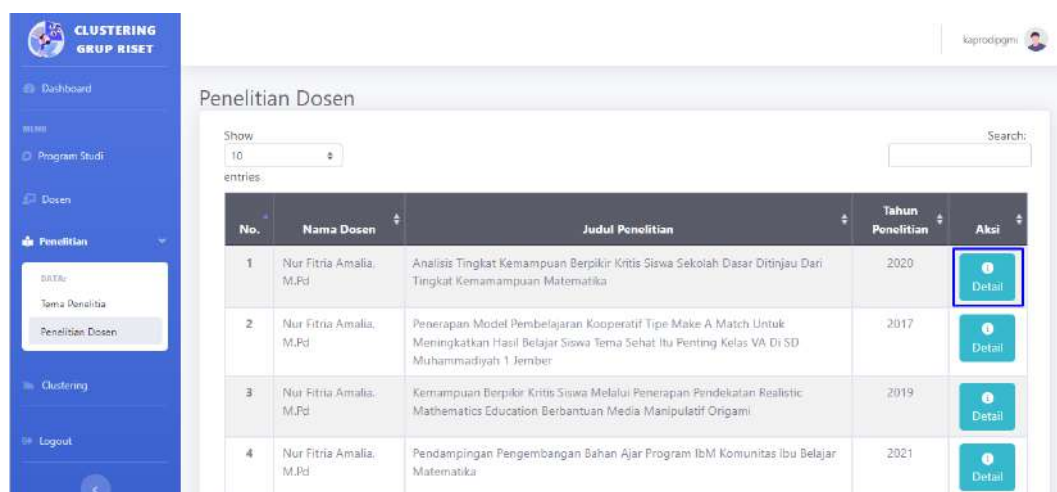 CLUSTERING
GRUP RISET
kaprodipgmi
Dashboard
Penelitian Dosen
MENU
Program Studi
Dosen
Penelitian
DATA:
Tema Penelitia
Penelitian Dosen
Clustering
Logout
Show
10
entries
Search:
No. Nama Dosen Judul Penelitian Tahun Penelitian Aksi
1 Nur Fitria Amalia, Analisis Tingkat Kemampuan Berpikir Kritis Siswa Sekolah Dasar Ditinjau Dari 2020
M.Pd Tingkat Kemamampuan Matematika Detail
2 Nur Fitria Amalia, Penerapan Model Pembelajaran Kooperatif Tipe Make A Match Untuk 2017
M.Pd Meningkatkan Hasil Belajar Siswa Tema Sehat Itu Penting Kelas VA Di SD Detail
Muhammadiyah 1 Jember
3 Nur Fitria Amalia, Kemampuan Berpikir Kritis Siswa Melalui Penerapan Pendekatan Realistic 2019
M.Pd Mathematics Education Berbantuan Media Manipulatif Origami Detail
4 Nur Fitria Amalia, Pendampingan Pengembangan Bahan Ajar Program IbM Komunitas Ibu Belajar 2021
M.Pd Matematika Detail